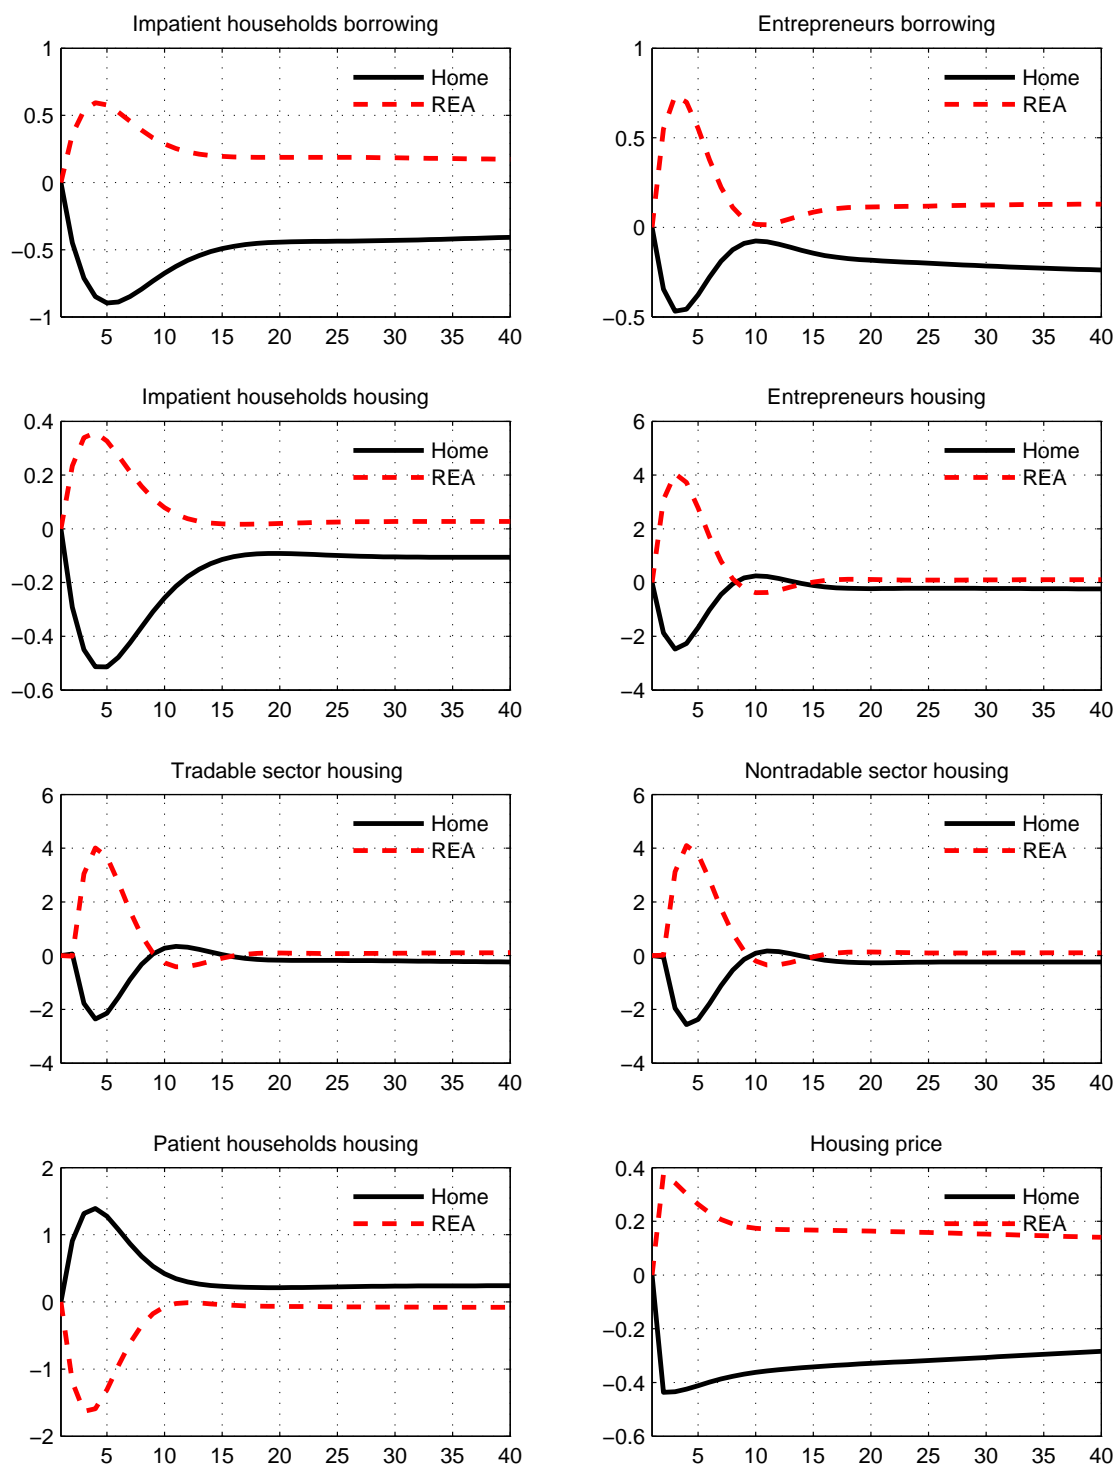 Impatient households borrowing
1
0.5
0
−0.5
−1
5 10 15 20 25 30 35 40
Home
REA
Entrepreneurs borrowing
1
0.5
0
−0.5
5 10 15 20 25 30 35 40
Home
REA
Impatient households housing
0.4
0.2
0
−0.2
−0.4
−0.6
5 10 15 20 25 30 35 40
Home
REA
Entrepreneurs housing
6
4
2
0
−2
−4
5 10 15 20 25 30 35 40
Home
REA
Tradable sector housing
6
4
2
0
−2
−4
5 10 15 20 25 30 35 40
Home
REA
Nontradable sector housing
6
4
2
0
−2
−4
5 10 15 20 25 30 35 40
Home
REA
Patient households housing
2
1
0
−1
−2
5 10 15 20 25 30 35 40
Home
REA
Housing price
0.4
0.2
0
−0.2
−0.4
−0.6
5 10 15 20 25 30 35 40
Home
REA